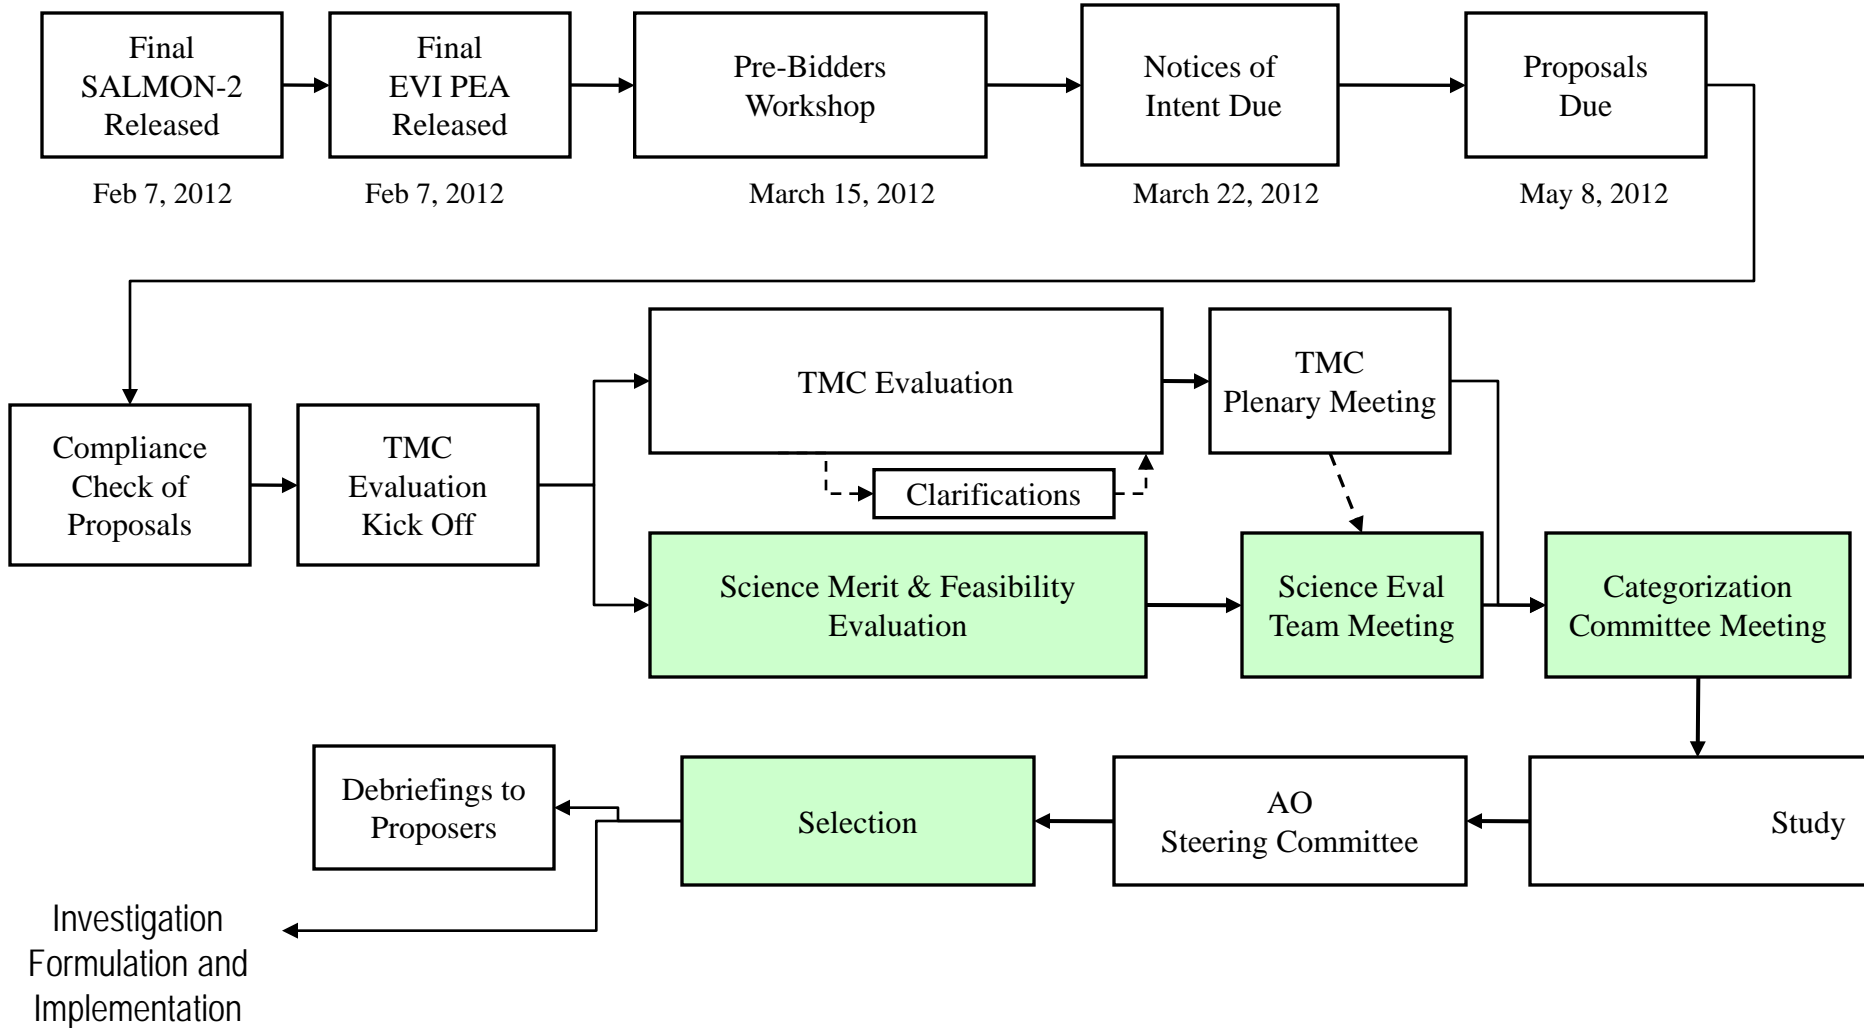 Final
SALMON-2
Released
Final
EVI PEA
Released
Pre-Bidders
Workshop
Notices of
Intent Due
Proposals
Due
Feb 7, 2012
Feb 7, 2012
March 15, 2012
March 22, 2012
May 8, 2012
Compliance
Check of
Proposals
TMC
Evaluation
Kick Off
TMC Evaluation
Clarifications
TMC
Plenary Meeting
Science Merit & Feasibility
Evaluation
Science Eval
Team Meeting
Categorization
Committee Meeting
Debriefings to
Proposers
Selection
AO
Steering Committee
Study
Investigation
Formulation and
Implementation